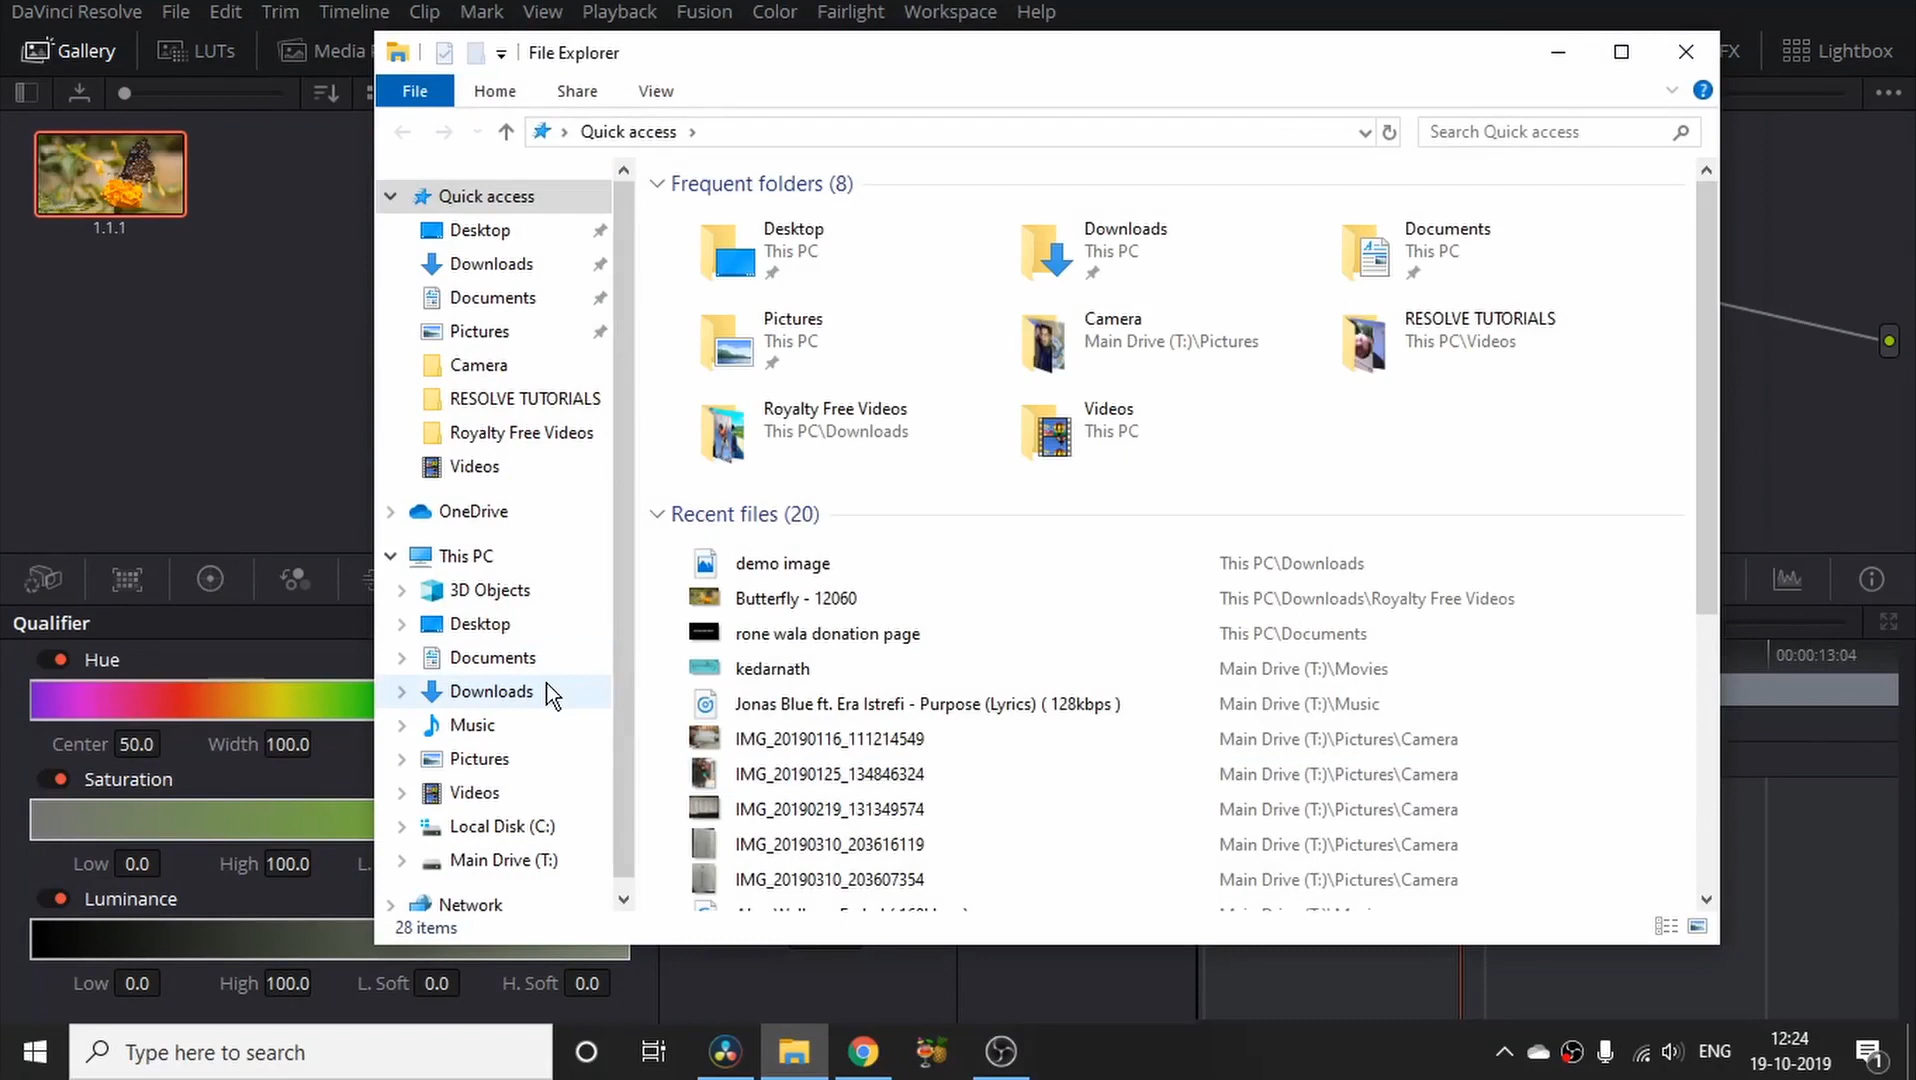 DaVinci Resolve File Edit Trim Timeline Clip Mark View Playback Fusion Color Fairlight Workspace Help
Gallery LUTs Media FX Lightbox
File Explorer
File Home Share View
Quick access Search Quick access
1.1.1
Quick access
Desktop
Downloads
Documents
Pictures
Camera
RESOLVE TUTORIALS
Royalty Free Videos
Videos
OneDrive
This PC
3D Objects
Desktop
Documents
Downloads
Music
Pictures
Videos
Local Disk (C:)
Main Drive (T:)
Network
28 items
Frequent folders (8)
Desktop
This PC
Downloads
This PC
Documents
This PC
Pictures
This PC
Camera
Main Drive (T:)\Pictures
RESOLVE TUTORIALS
This PC\Videos
Royalty Free Videos
This PC\Downloads
Videos
This PC
Recent files (20)
demo image This PC\Downloads
Butterfly - 12060 This PC\Downloads\Royalty Free Videos
rone wala donation page This PC\Documents
kedarnath Main Drive (T:)\Movies
Jonas Blue ft. Era Istrefi - Purpose (Lyrics) ( 128kbps ) Main Drive (T:)\Music
IMG_20190116_111214549 Main Drive (T:)\Pictures\Camera
IMG_20190125_134846324 Main Drive (T:)\Pictures\Camera
IMG_20190219_131349574 Main Drive (T:)\Pictures\Camera
IMG_20190310_203616119 Main Drive (T:)\Pictures\Camera
IMG_20190310_203607354 Main Drive (T:)\Pictures\Camera
Qualifier
Hue
Center 50.0 Width 100.0
Saturation
Low 0.0 High 100.0 L.
Luminance
Low 0.0 High 100.0 L. Soft 0.0 H. Soft 0.0
00:00:13:04
Type here to search
ENG
12:24
19-10-2019
1